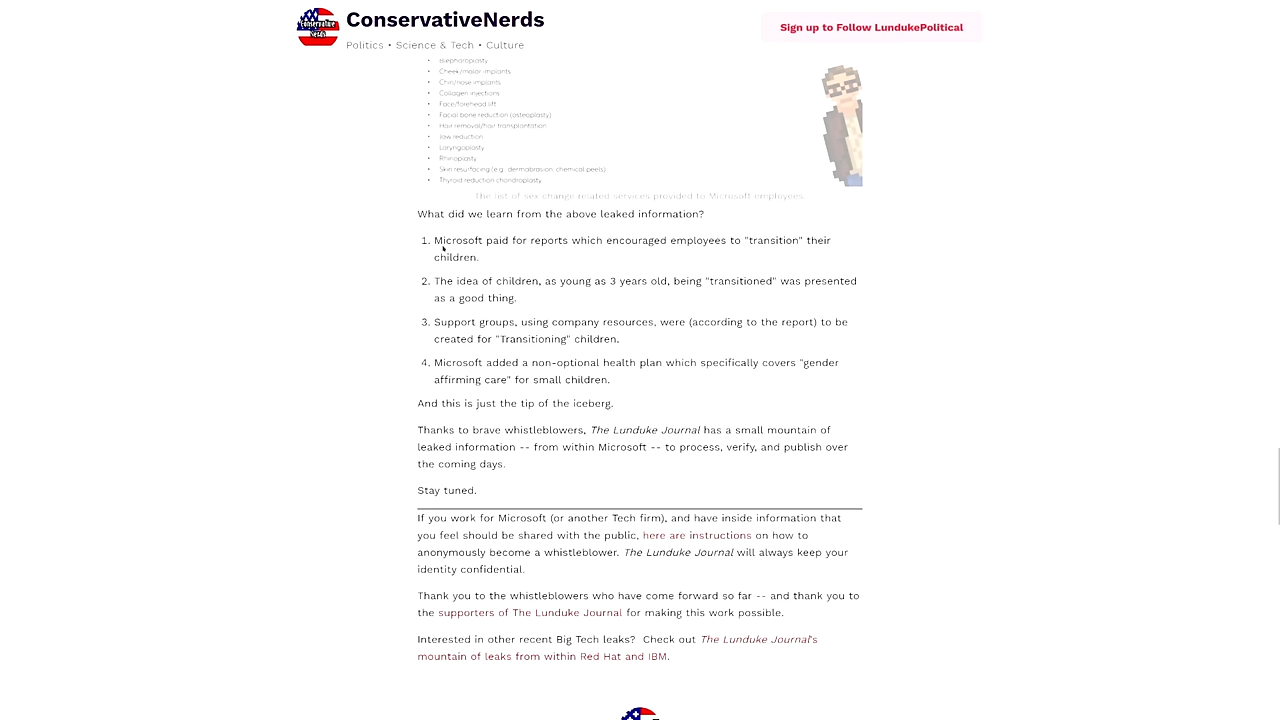 ConservativeNerds
Politics • Science & Tech • Culture
Sign up to Follow LundukePolitical
• Blepharoplasty
• Cheek/malar implants
• Chin/nose implants
• Collagen injections
• Face/forehead lift
• Facial bone reduction (osteoplasty)
• Hair removal/hair transplantation
• Jaw reduction
• Laryngoplasty
• Rhinoplasty
• Skin resurfacing (e.g. dermabrasion, chemical peels)
• Thyroid reduction chondroplasty
The list of sex change related services provided to Microsoft employees.
What did we learn from the above leaked information?
1. Microsoft paid for reports which encouraged employees to "transition" their
children.
2. The idea of children, as young as 3 years old, being "transitioned" was presented
as a good thing.
3. Support groups, using company resources, were (according to the report) to be
created for "Transitioning" children.
4. Microsoft added a non-optional health plan which specifically covers "gender
affirming care" for small children.
And this is just the tip of the iceberg.
Thanks to brave whistleblowers, The Lunduke Journal has a small mountain of
leaked information -- from within Microsoft -- to process, verify, and publish over
the coming days.
Stay tuned.
If you work for Microsoft (or another Tech firm), and have inside information that
you feel should be shared with the public, here are instructions on how to
anonymously become a whistleblower. The Lunduke Journal will always keep your
identity confidential.
Thank you to the whistleblowers who have come forward so far -- and thank you to
the supporters of The Lunduke Journal for making this work possible.
Interested in other recent Big Tech leaks? Check out The Lunduke Journal's
mountain of leaks from within Red Hat and IBM.